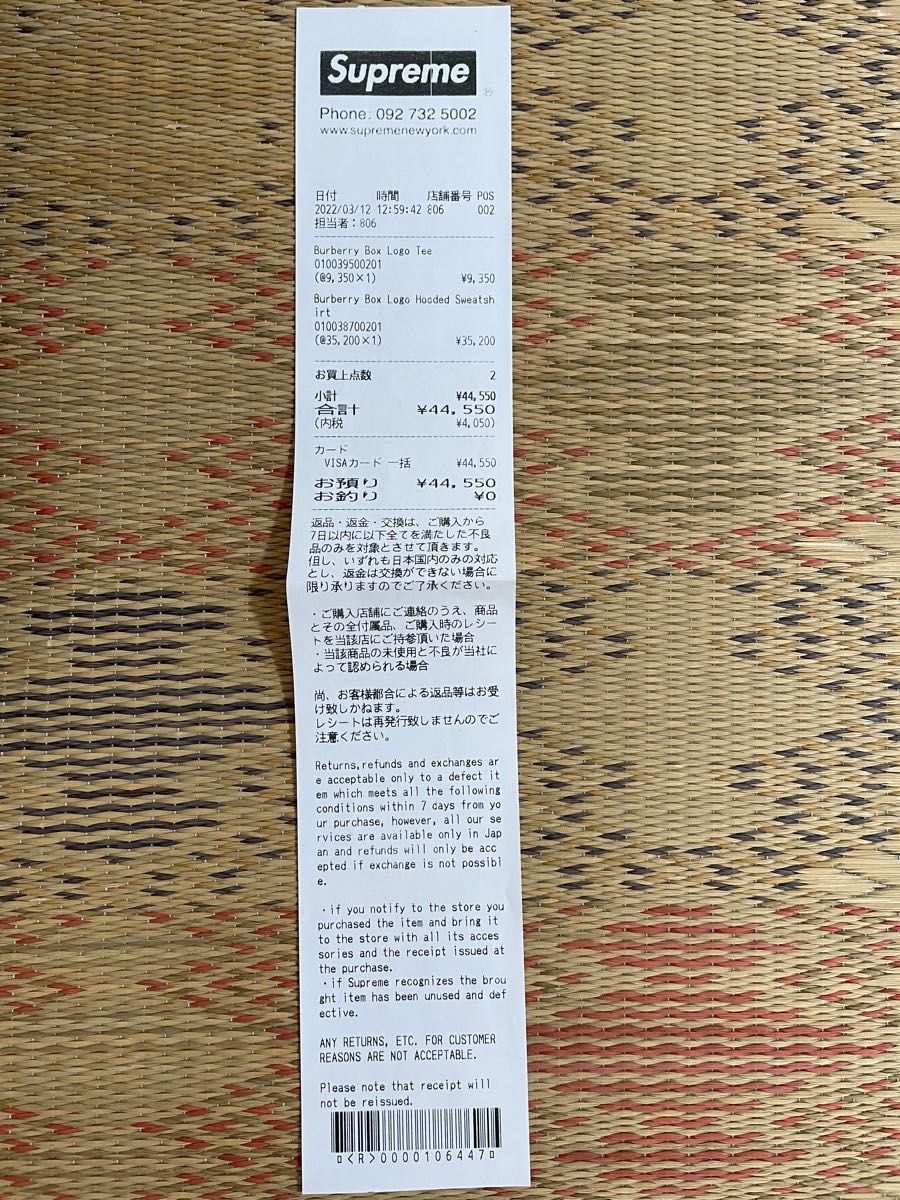 Supreme
®
Phone: 092 732 5002
www.supremenewyork.com
日付 時間 店舗番号 POS
2022/03/12 12:59:42 806 002
担当者：806
Burberry Box Logo Tee
010039500201
(@9,350×1) ¥9,350
Burberry Box Logo Hooded Sweatsh
irt
010038700201
(@35,200×1) ¥35,200
お買上点数 2
小計 ¥44,550
合計 ¥44,550
(内税 ¥4,050)
カード
VISAカード 一括 ¥44,550
お預り ¥44,550
お釣り ¥0
返品・返金・交換は、ご購入から
7日以内に以下全てを満たした不良
品のみを対象とさせて頂きます。
但し、いずれも日本国内のみの対応
とし、返金は交換ができない場合に
限り承りますのでご了承ください。
・ご購入店舗にご連絡のうえ、商品
とその全付属品、ご購入時のレシー
トを当該店にご持参頂いた場合
・当該商品の未使用と不良が当社に
よって認められる場合
尚、お客様都合による返品等はお受
け致しかねます。
レシートは再発行致しませんのでご
注意ください。
Returns,refunds and exchanges ar
e acceptable only to a defect it
em which meets all the following
conditions within 7 days from yo
ur purchase, however, all our se
rvices are available only in Jap
an and refunds will only be acc
epted if exchange is not possibl
e.
・if you notify to the store you
purchased the item and bring it
to the store with all its acces
sories and the receipt issued at
the purchase.
・if Supreme recognizes the brou
ght item has been unused and def
ective.
ANY RETURNS, ETC. FOR CUSTOMER
REASONS ARE NOT ACCEPTABLE.
Please note that receipt will
not be reissued.
¤<R>0000106447¤